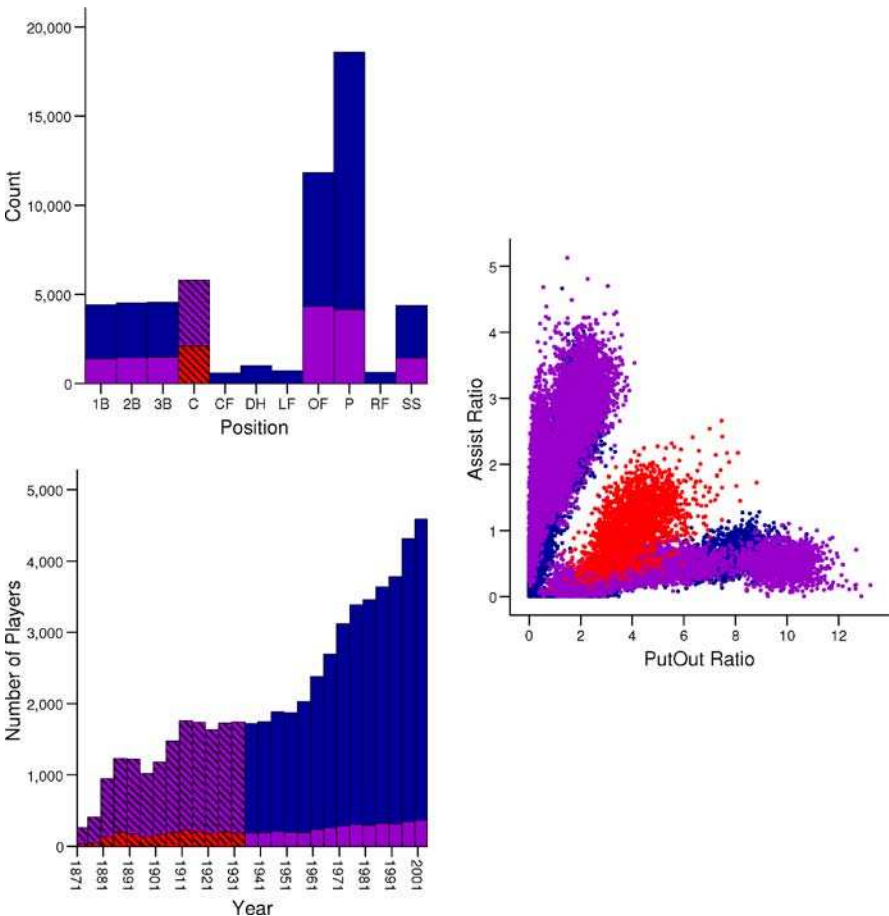 20,000
15,000
10,000
5,000
0
Count
1B 2B 3B C CF DH LF OF P RF SS
Position
5,000
4,000
3,000
2,000
1,000
0
Number of Players
1871 1881 1891 1901 1911 1921 1931 1941 1951 1961 1971 1981 1991 2001
Year
5
4
3
2
1
0
Assist Ratio
0 2 4 6 8 10 12
PutOut Ratio